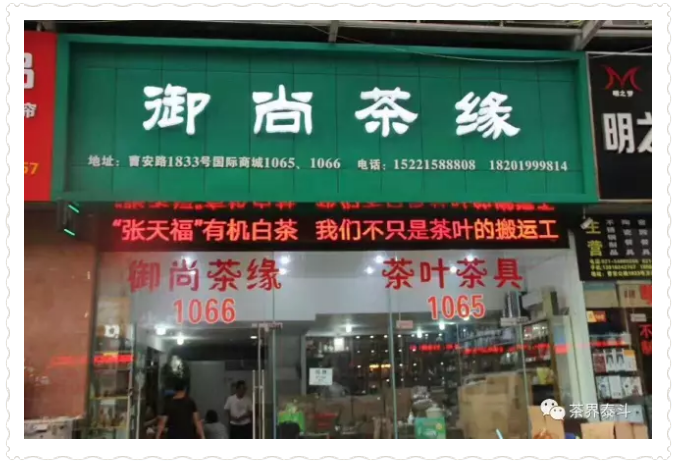 御尚茶缘
地址：曹安路1833号国际商城1065、1066 电话：15221588808 18201999814
“张天福”有机白茶 我们不只是茶叶的搬运工
御尚茶缘
1066
茶叶茶具
1065
明之
主营
茶界泰斗